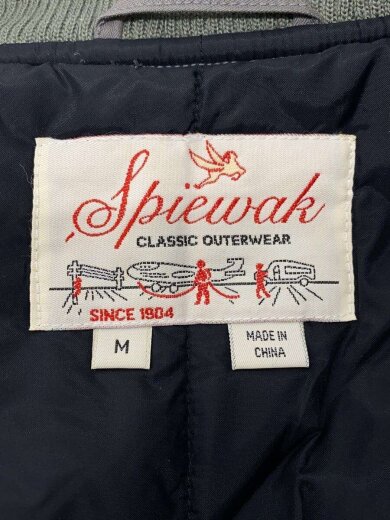 Spiewak
CLASSIC OUTERWEAR
SINCE 1904
M
MADE IN
CHINA